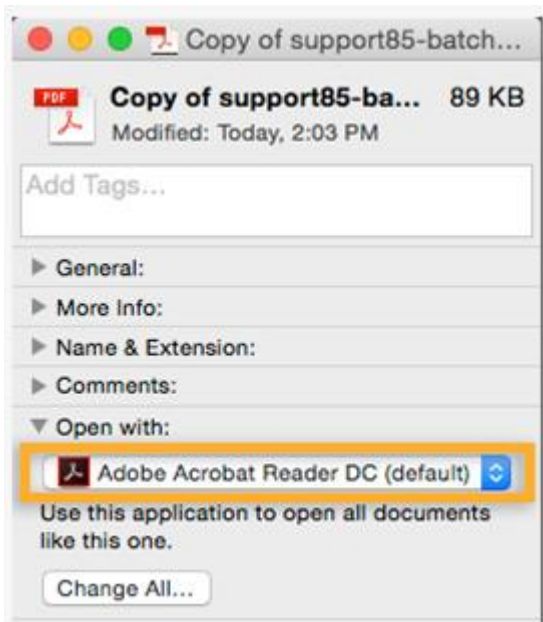 Copy of support85-batch...
PDF
Copy of support85-ba... 89 KB
Modified: Today, 2:03 PM
Add Tags...
General:
More Info:
Name & Extension:
Comments:
Open with:
Adobe Acrobat Reader DC (default)
Use this application to open all documents
like this one.
Change All...